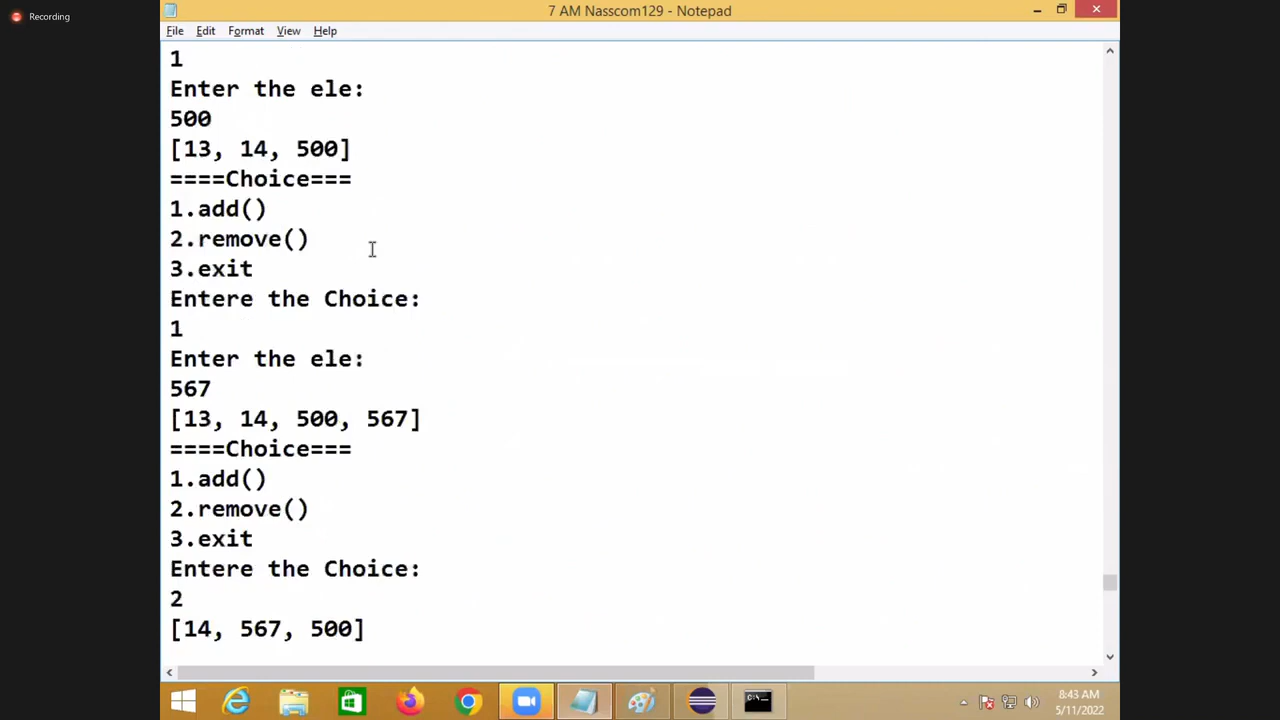 Recording
7 AM Nasscom129 - Notepad
File Edit Format View Help
1
Enter the ele:
500
[13, 14, 500]
====Choice===
1.add()
2.remove()
3.exit
Entere the Choice:
1
Enter the ele:
567
[13, 14, 500, 567]
====Choice===
1.add()
2.remove()
3.exit
Entere the Choice:
2
[14, 567, 500]
8:43 AM
5/11/2022